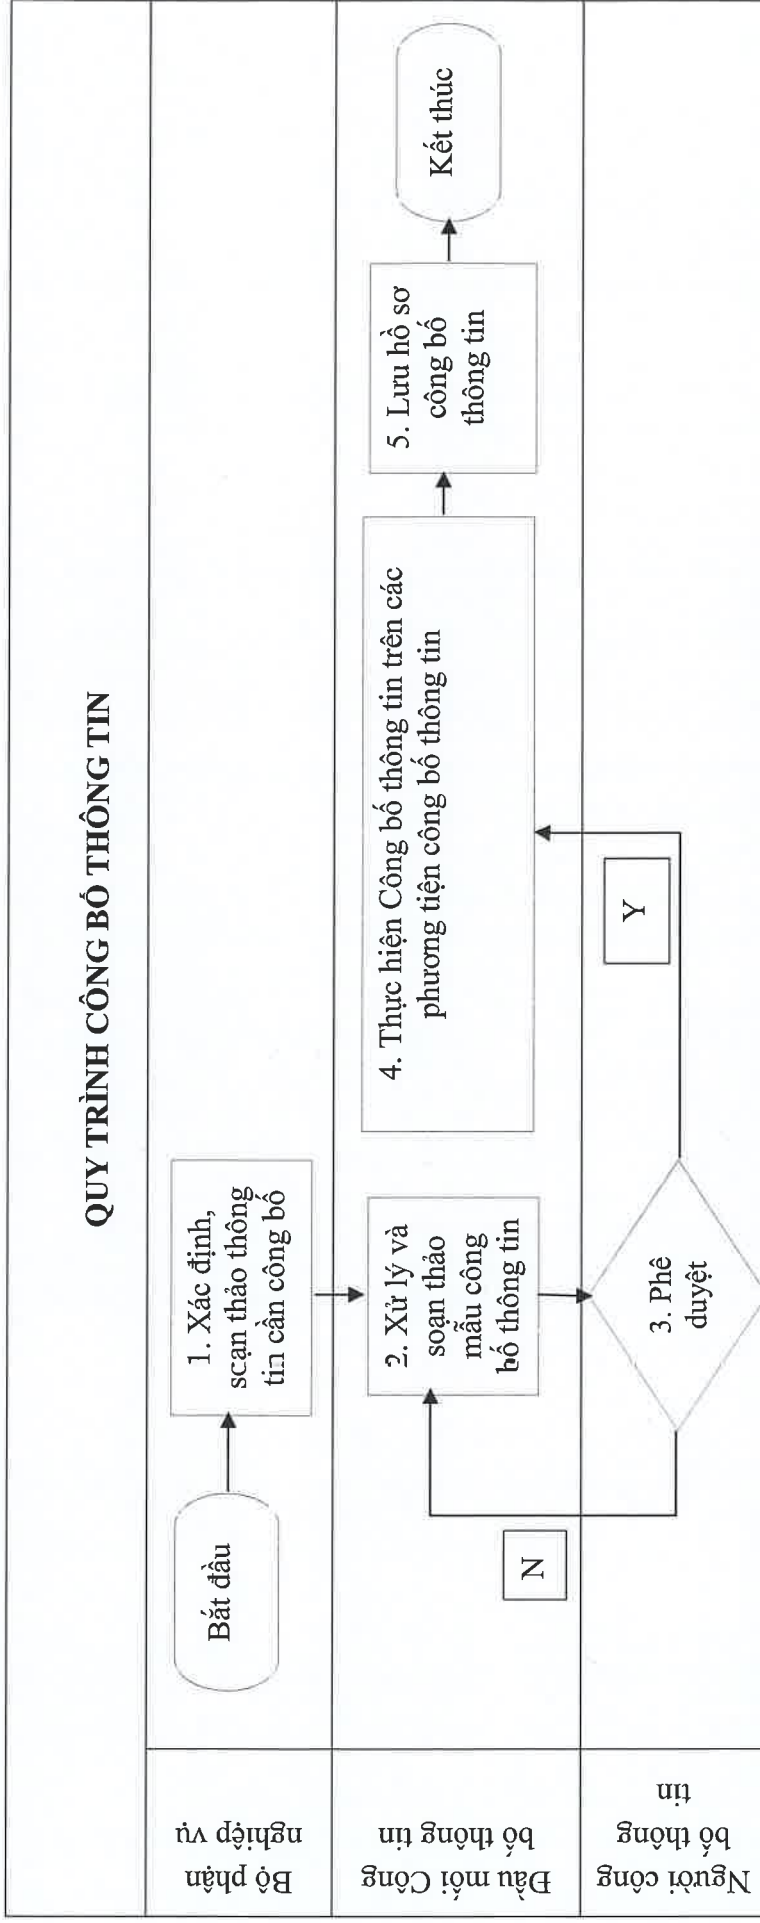 QUY TRÌNH CÔNG BỐ THÔNG TIN
Bộ phận
nghiệp vụ
Bắt đầu
1. Xác định,
soạn thảo thông
tin cần công bố
Đầu mối Công
bố thông tin
2. Xử lý và
soạn thảo
mẫu công
bố thông tin
4. Thực hiện Công bố thông tin trên các
phương tiện công bố thông tin
5. Lưu hồ sơ
công bố
thông tin
Kết thúc
N
Người công
bố thông
tin
3. Phê
duyệt
Y